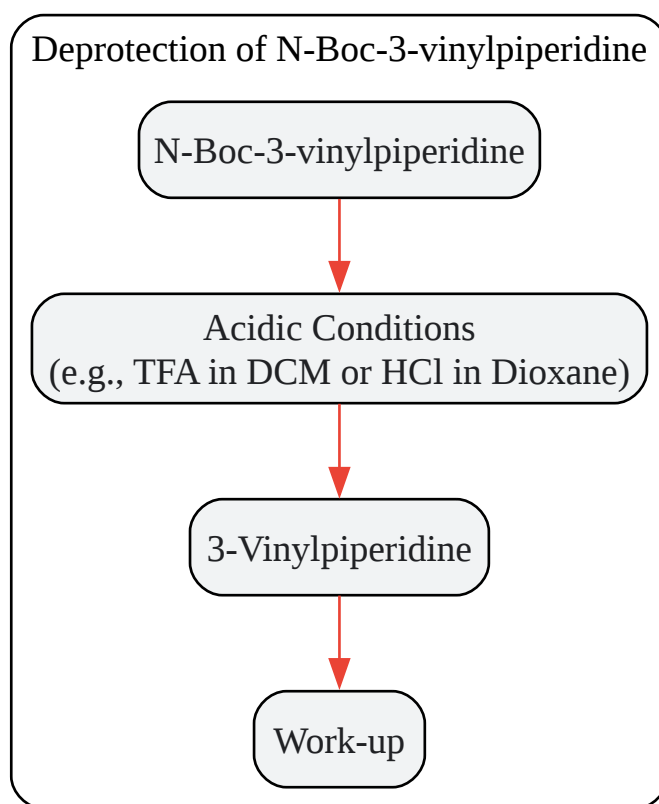 Deprotection of N-Boc-3-vinylpiperidine
N-Boc-3-vinylpiperidine
Acidic Conditions
(e.g., TFA in DCM or HCl in Dioxane)
3-Vinylpiperidine
Work-up